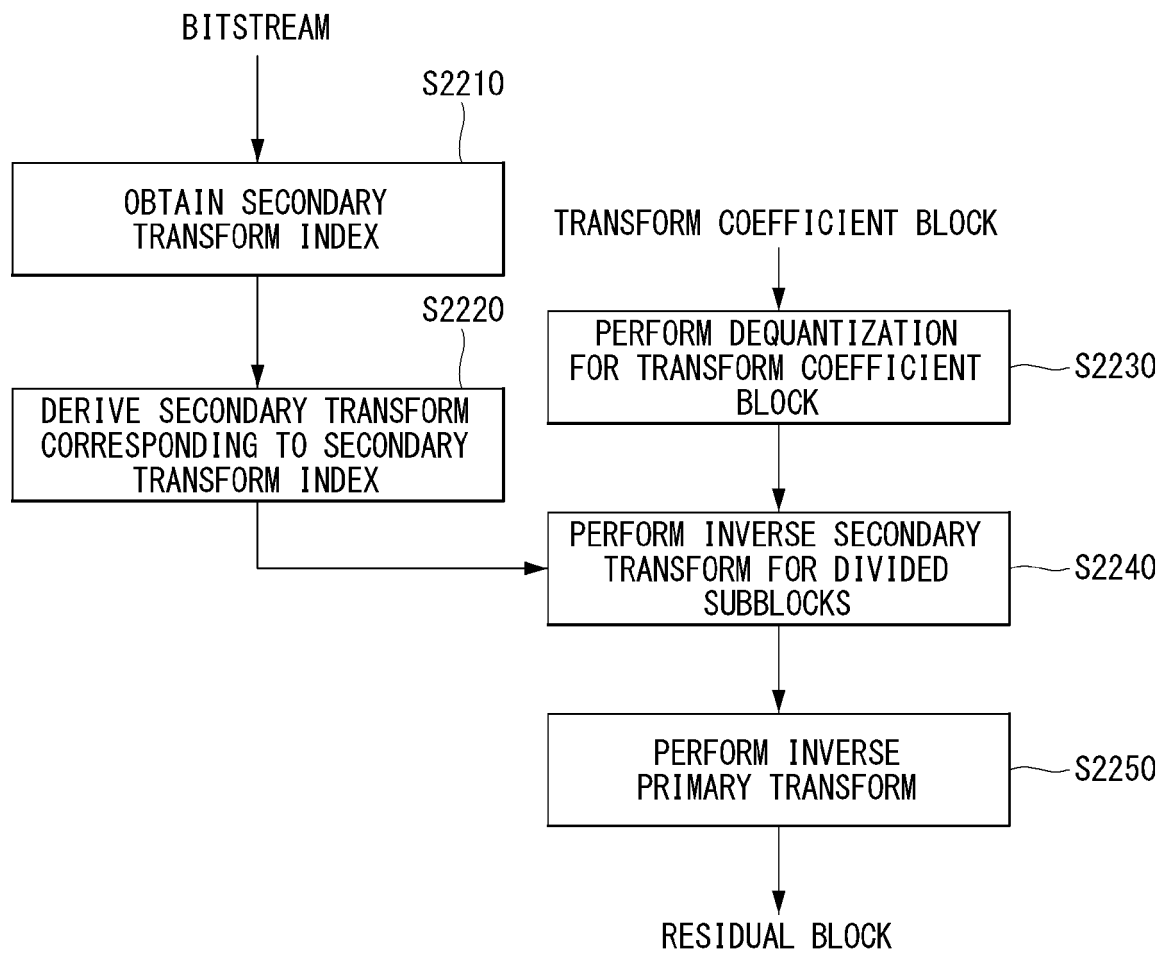 BITSTREAM
S2210
OBTAIN SECONDARY
TRANSFORM INDEX
S2220
DERIVE SECONDARY TRANSFORM
CORRESPONDING TO SECONDARY
TRANSFORM INDEX
TRANSFORM COEFFICIENT BLOCK
PERFORM DEQUANTIZATION
FOR TRANSFORM COEFFICIENT
BLOCK
S2230
PERFORM INVERSE SECONDARY
TRANSFORM FOR DIVIDED
SUBBLOCKS
S2240
PERFORM INVERSE
PRIMARY TRANSFORM
S2250
RESIDUAL BLOCK